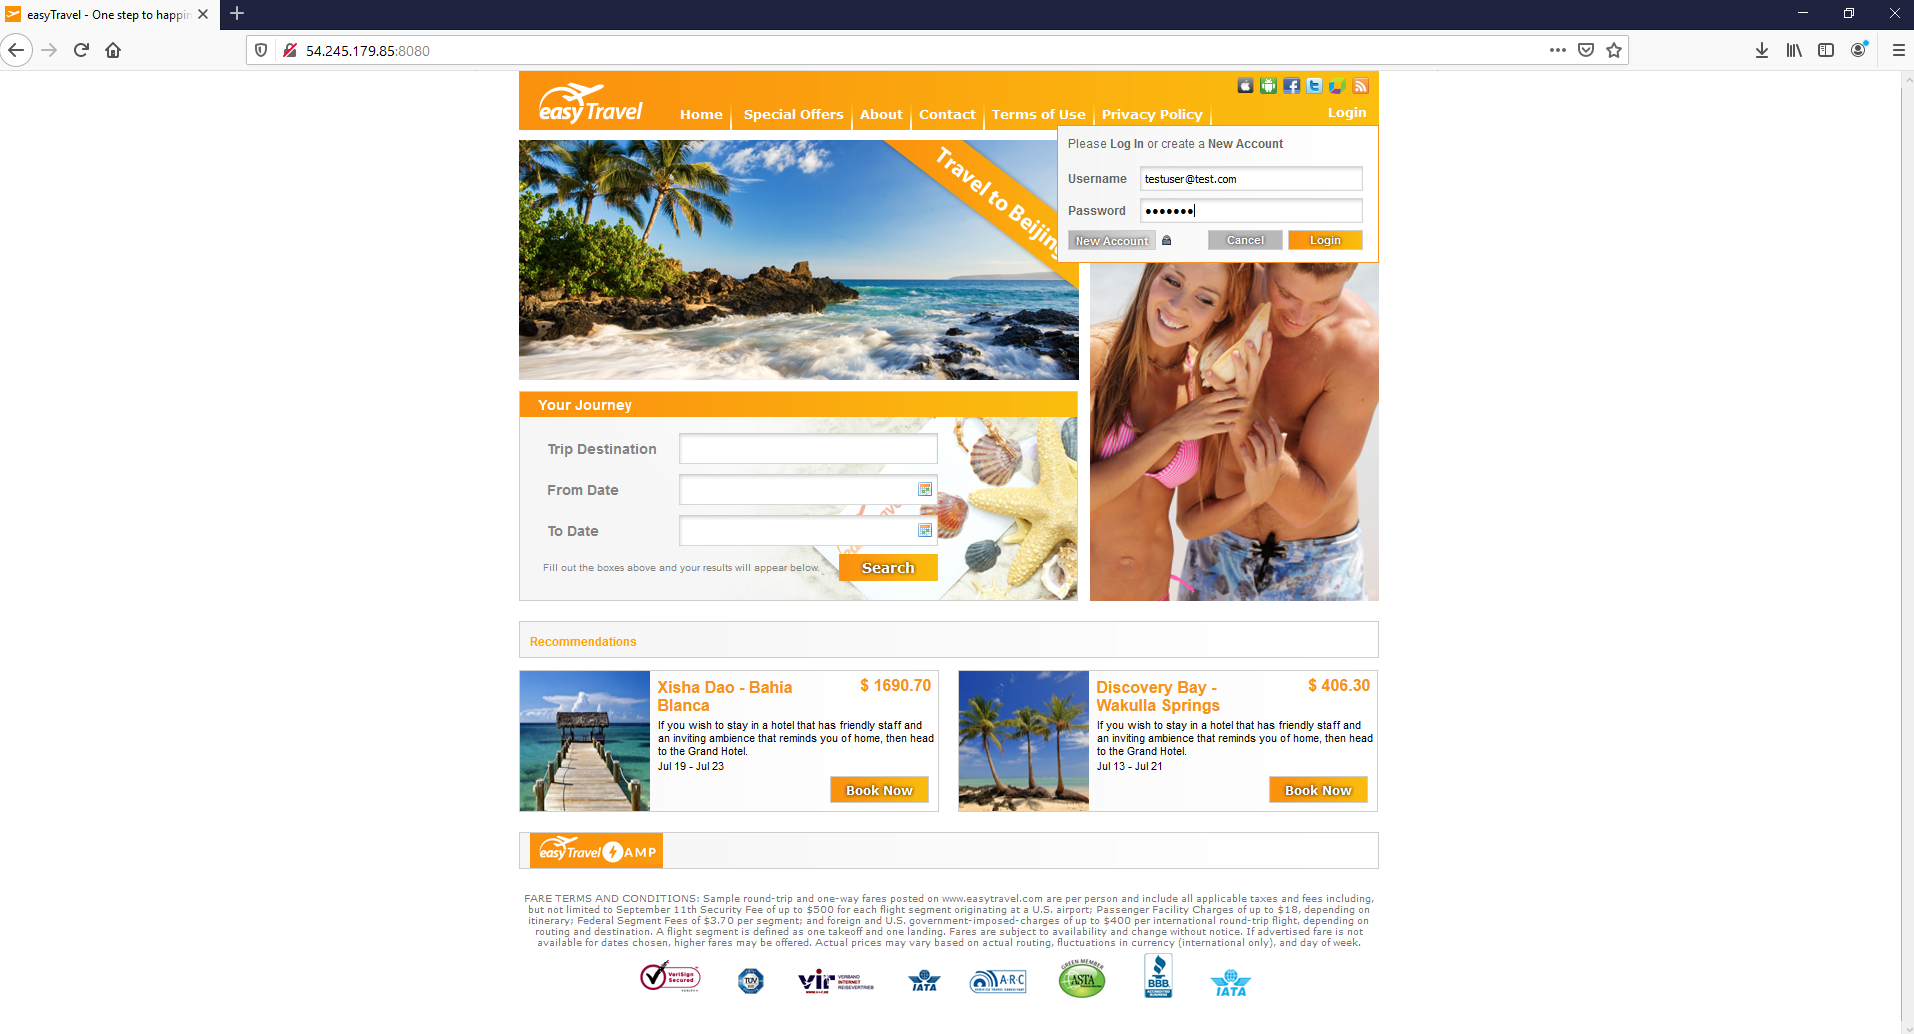 easyTravel - One step to happin
54.245.179.85:8080
easyTravel
Home
Special Offers
About
Contact
Terms of Use
Privacy Policy
Login
Please Log In or create a New Account
Username
testuser@test.com
Password
New Account
Cancel
Login
Travel to Beijing
Your Journey
Trip Destination
From Date
To Date
Fill out the boxes above and your results will appear below.
Search
Recommendations
Xisha Dao - Bahia
Blanca
$ 1690.70
If you wish to stay in a hotel that has friendly staff and
an inviting ambience that reminds you of home, then head
to the Grand Hotel.
Jul 19 - Jul 23
Book Now
Discovery Bay -
Wakulla Springs
$ 406.30
If you wish to stay in a hotel that has friendly staff and
an inviting ambience that reminds you of home, then head
to the Grand Hotel.
Jul 13 - Jul 21
Book Now
easyTravel AMP
FARE TERMS AND CONDITIONS: Sample round-trip and one-way fares posted on www.easytravel.com are per person and include all applicable taxes and fees including,
but not limited to September 11th Security Fee of up to $500 for each flight segment originating at a U.S. airport; Passenger Facility Charges of up to $18, depending on
itinerary; Federal Segment Fees of $3.70 per segment; and foreign and U.S. government-imposed-charges of up to $400 per international round-trip flight, depending on
routing and destination. A flight segment is defined as one takeoff and one landing. Fares are subject to availability and change without notice. If advertised fare is not
available for dates chosen, higher fares may be offered. Actual prices may vary based on actual routing, fluctuations in currency (international only), and day of week.
VeriSign
Secured
TÜV
vir
VERBAND
INTERNET
REISEVERTRIEB
IATA
A·R·C
GREEN MEMBER
ASTA
BBB
ACCREDITED
BUSINESS
IATA